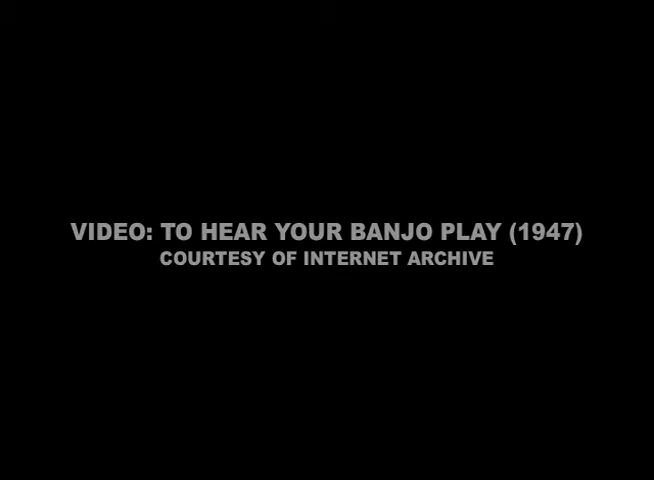 VIDEO: TO HEAR YOUR BANJO PLAY (1947)
COURTESY OF INTERNET ARCHIVE